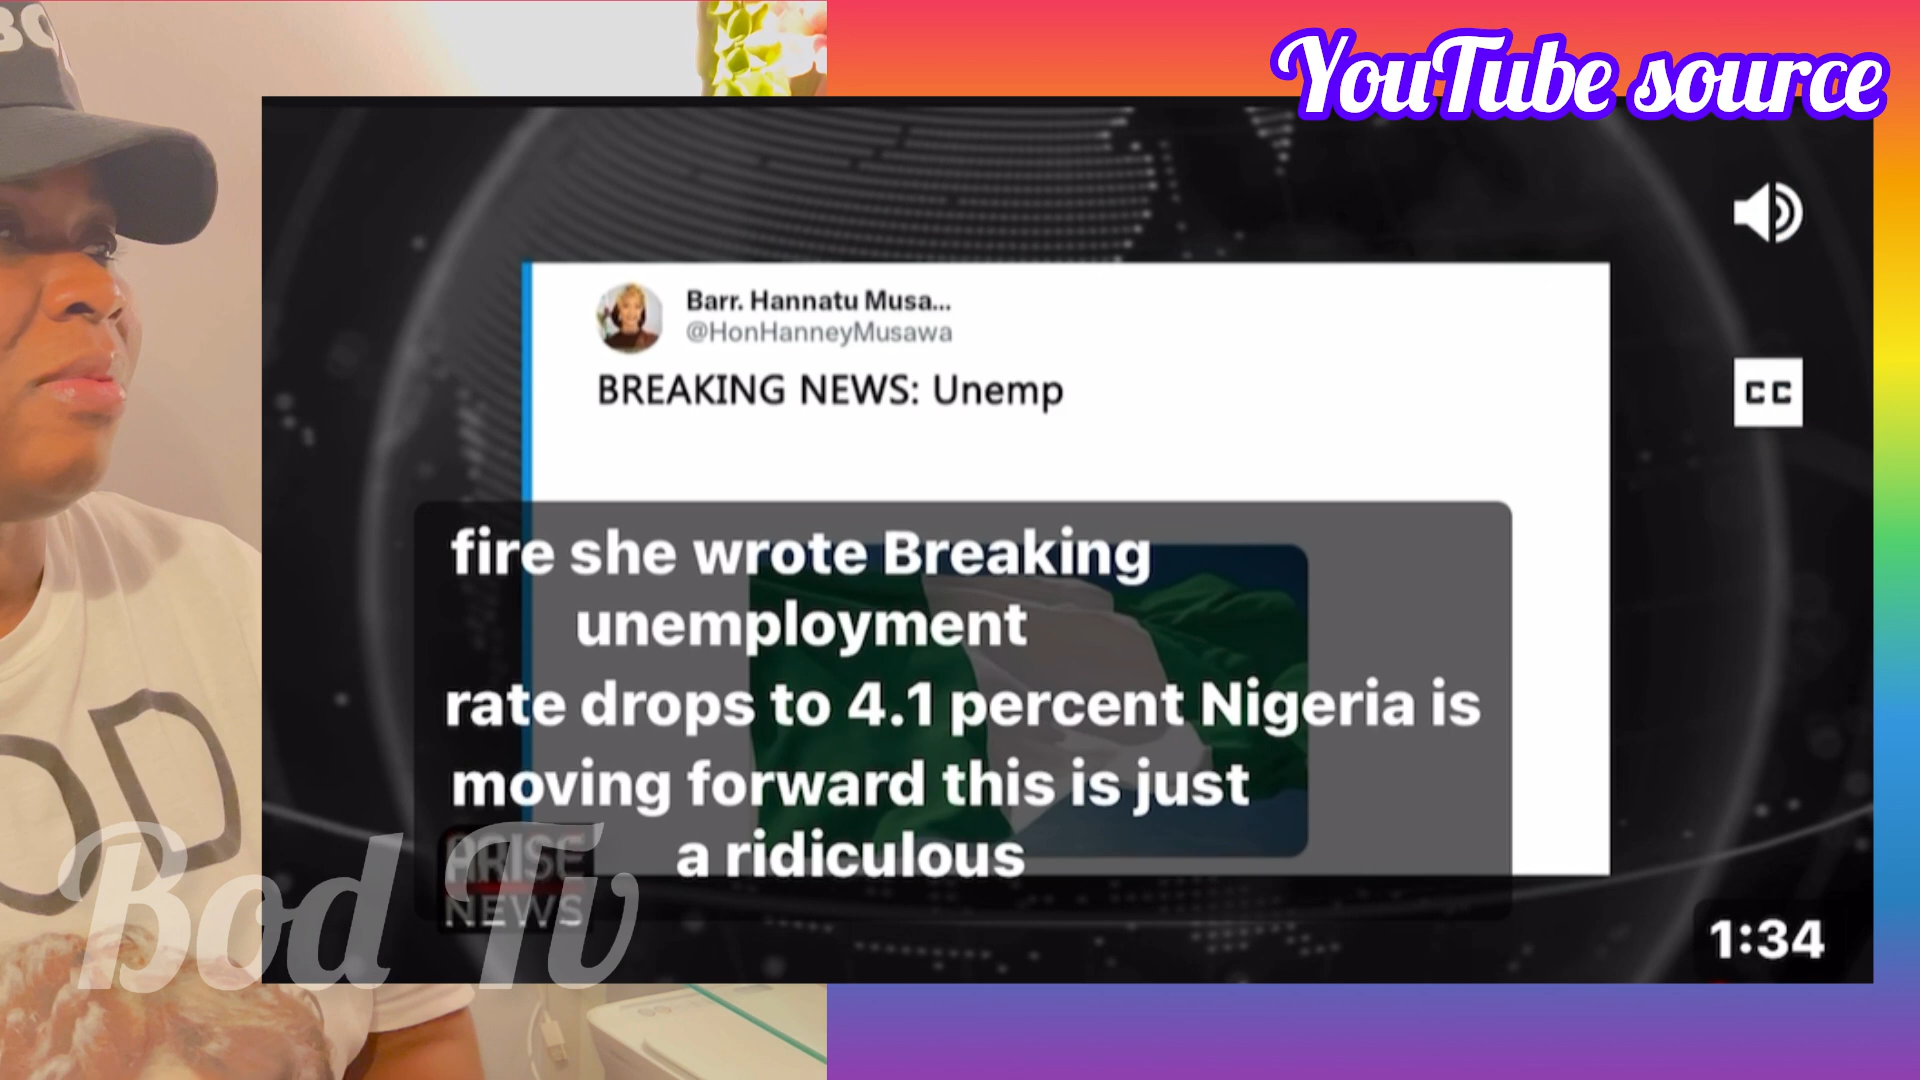 YouTube source
Barr. Hannatu Musa...
@HonHanneyMusawa
BREAKING NEWS: Unemp
CC
fire she wrote Breaking
unemployment
rate drops to 4.1 percent Nigeria is
moving forward this is just
a ridiculous
ARISE
NEWS
1:34
Bod Tv